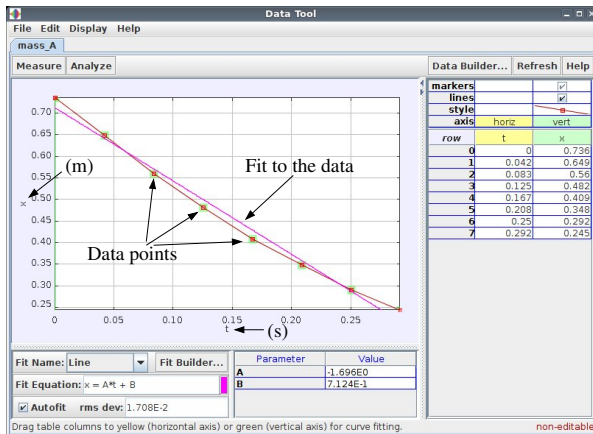 Data Tool
File Edit Display Help
mass_A
Measure Analyze Data Builder... Refresh Help
markers
lines
style
axis horiz vert
row t x
0 0 0.736
1 0.042 0.649
2 0.083 0.56
3 0.125 0.482
4 0.167 0.409
5 0.208 0.348
6 0.25 0.292
7 0.292 0.245
0.70
0.65
0.60
0.55
0.50
0.45
0.40
0.35
0.30
0.25
x
(m)
Fit to the data
Data points
0 0.05 0.10 0.15 0.20 0.25
t (s)
Fit Name: Line Fit Builder...
Fit Equation: x = A*t + B
Autofit rms dev: 1.708E-2
Parameter Value
A -1.696E0
B 7.124E-1
Drag table columns to yellow (horizontal axis) or green (vertical axis) for curve fitting. non-editable